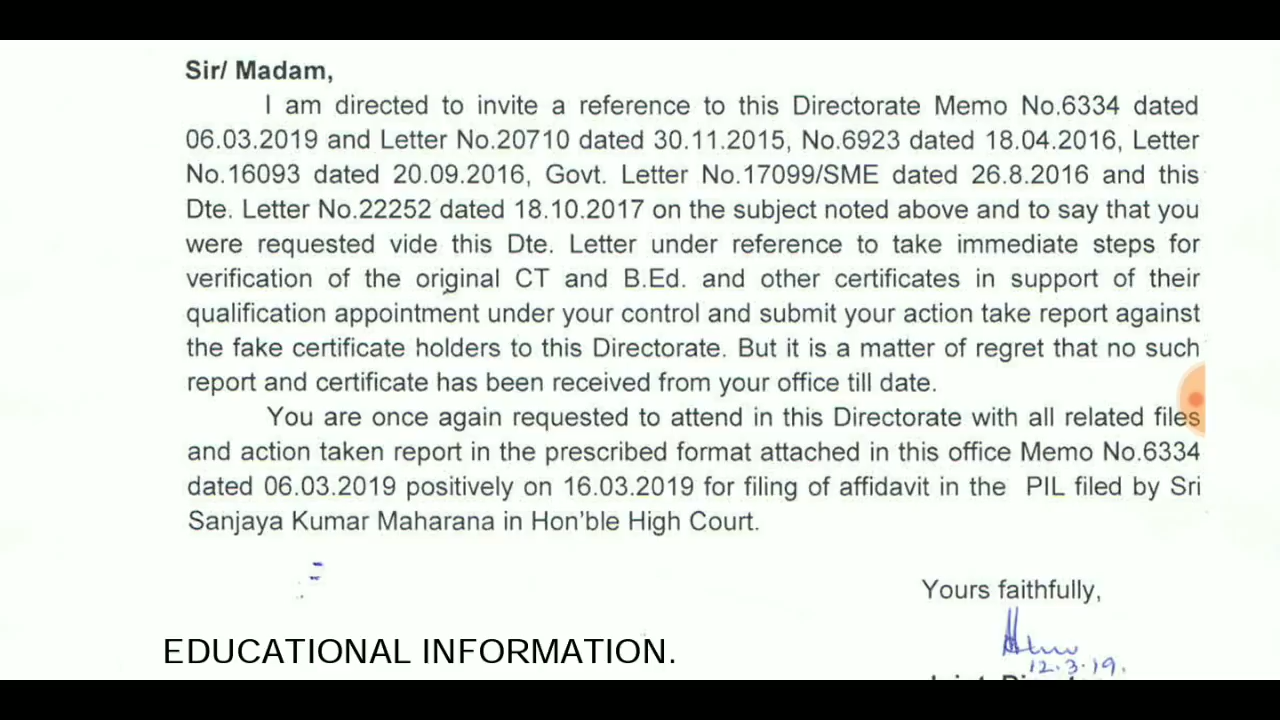 Sir/ Madam,
I am directed to invite a reference to this Directorate Memo No.6334 dated
06.03.2019 and Letter No.20710 dated 30.11.2015, No.6923 dated 18.04.2016, Letter
No.16093 dated 20.09.2016, Govt. Letter No.17099/SME dated 26.8.2016 and this
Dte. Letter No.22252 dated 18.10.2017 on the subject noted above and to say that you
were requested vide this Dte. Letter under reference to take immediate steps for
verification of the original CT and B.Ed. and other certificates in support of their
qualification appointment under your control and submit your action take report against
the fake certificate holders to this Directorate. But it is a matter of regret that no such
report and certificate has been received from your office till date.
You are once again requested to attend in this Directorate with all related files
and action taken report in the prescribed format attached in this office Memo No.6334
dated 06.03.2019 positively on 16.03.2019 for filing of affidavit in the PIL filed by Sri
Sanjaya Kumar Maharana in Hon'ble High Court.
Yours faithfully,
12.3.19.
EDUCATIONAL INFORMATION.